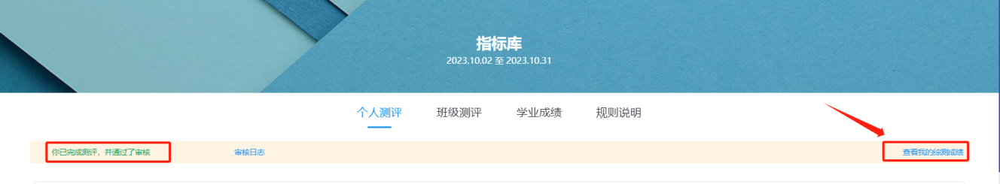 指标库
2023.10.02 至 2023.10.31
个人测评 班级测评 学业成绩 规则说明
你已完成测评，并通过了审核 审核日志 查看我的综测成绩